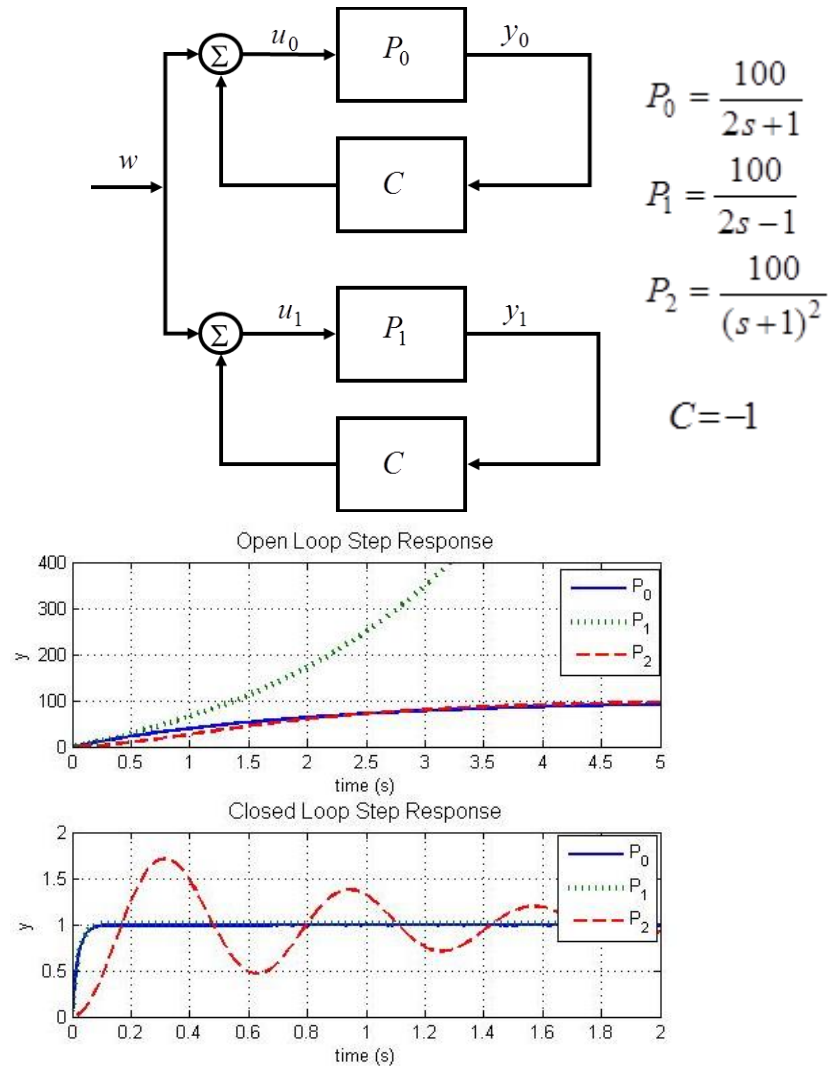 Σ
u₀
P₀
y₀
w
C
Σ
u₁
P₁
y₁
C
P₀ = 100 / (2s+1)
P₁ = 100 / (2s−1)
P₂ = 100 / (s+1)²
C = −1
Open Loop Step Response
400
300
200
100
0
y
0 0.5 1 1.5 2 2.5 3 3.5 4 4.5 5
time (s)
P₀
P₁
P₂
Closed Loop Step Response
2
1.5
1
0.5
0
y
0 0.2 0.4 0.6 0.8 1 1.2 1.4 1.6 1.8 2
time (s)
P₀
P₁
P₂